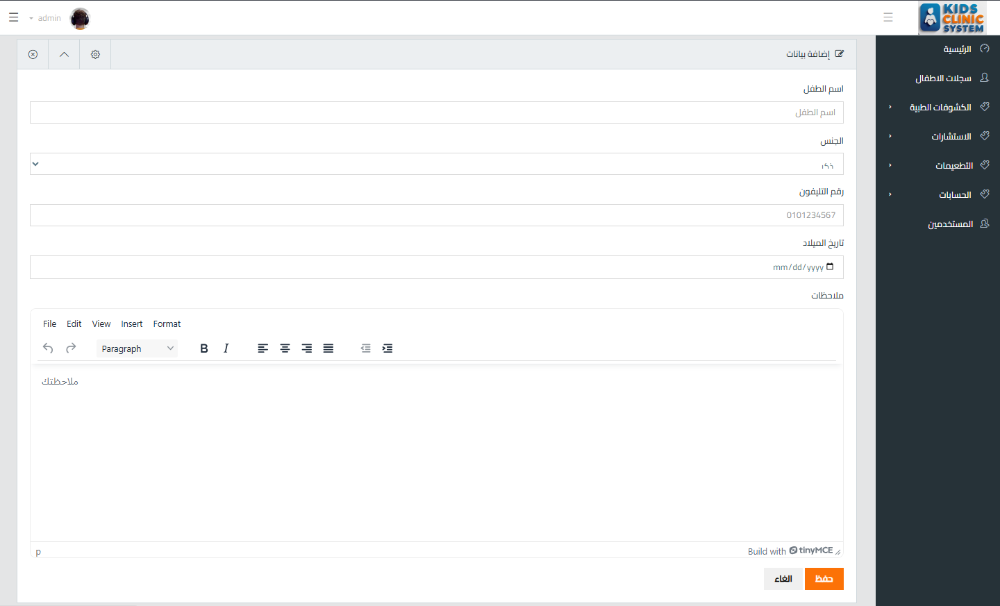 KIDS
CLINIC
SYSTEM
admin
الرئيسية
سجلات الاطفال
الكشوفات الطبية
الاستشارات
التطعيمات
الحسابات
المستخدمين
إضافة بيانات
اسم الطفل
اسم الطفل
الجنس
ذكر
رقم التليفون
0101234567
تاريخ الميلاد
mm/dd/yyyy
ملاحظات
File Edit View Insert Format
Paragraph B I
ملاحظتك
p Build with tinyMCE
حفظ الغاء